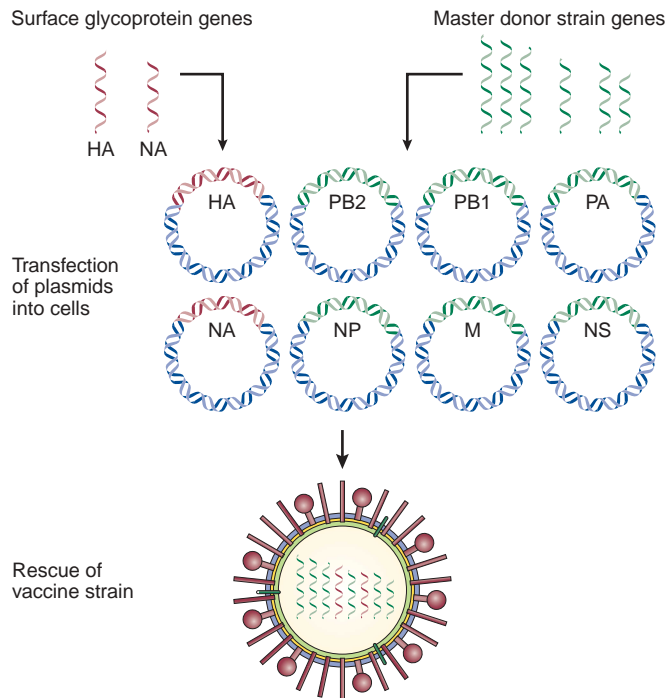 Surface glycoprotein genes
Master donor strain genes
HA NA
HA PB2 PB1 PA
Transfection
of plasmids
into cells
NA NP M NS
Rescue of
vaccine strain